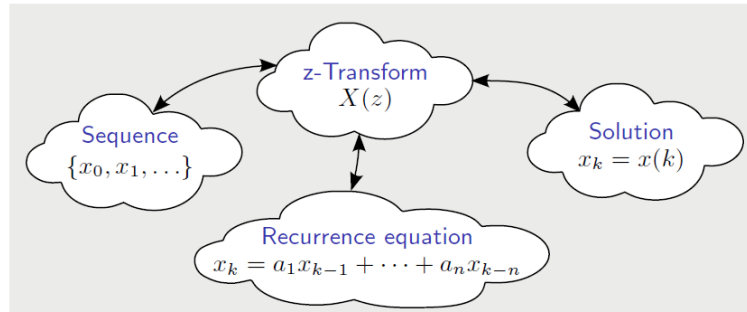 z-Transform
X(z)
Sequence
{x₀, x₁, . . .}
Solution
xₖ = x(k)
Recurrence equation
xₖ = a₁xₖ₋₁ + · · · + aₙxₖ₋ₙ